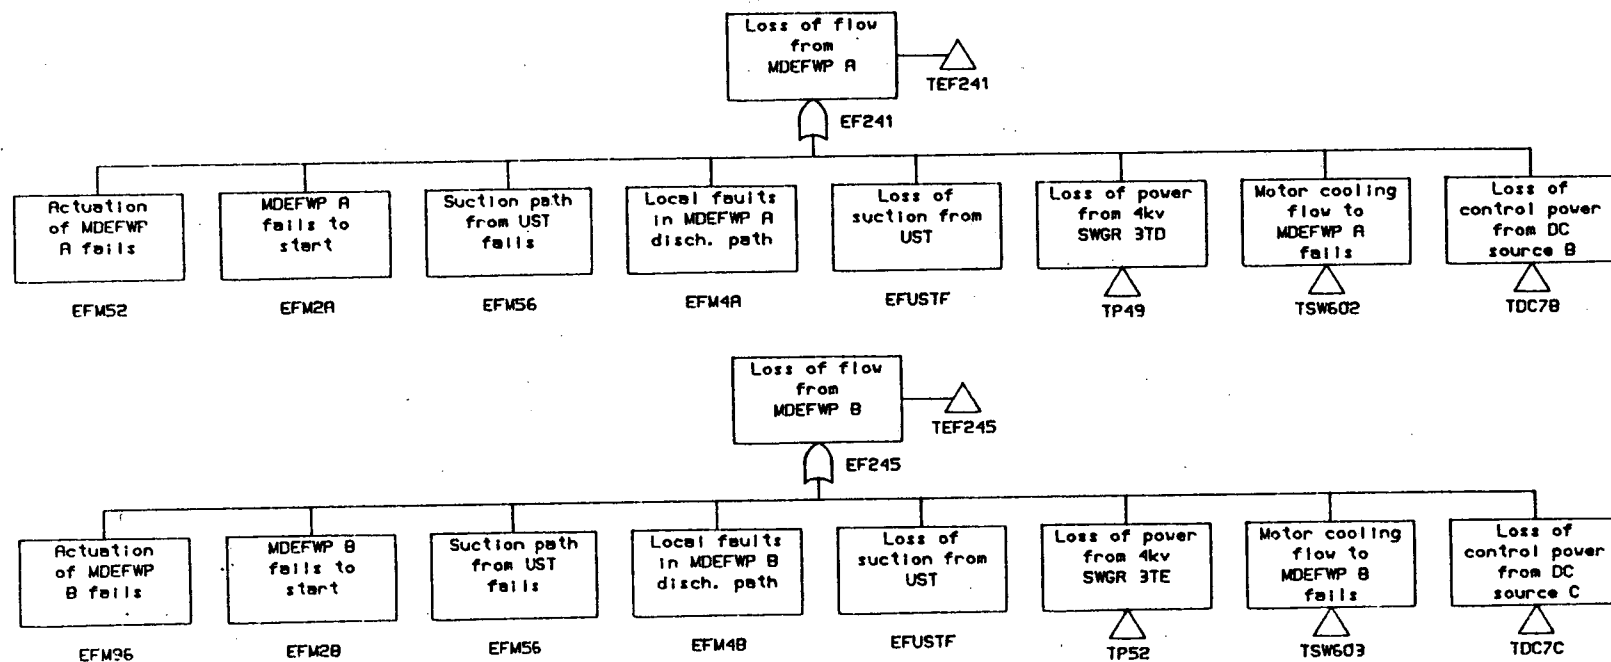 Loss of flow
from
MDEFWP A
TEF241
EF241
Actuation
of MDEFWP
A fails
EFM52
MDEFWP A
fails to
start
EFM2A
Suction path
from UST
fails
EFM56
Local faults
in MDEFWP A
disch. path
EFM4A
Loss of
suction from
UST
EFUSTF
Loss of power
from 4kv
SWGR 3TD
TP49
Motor cooling
flow to
MDEFWP A
fails
TSW602
Loss of
control power
from DC
source B
TDC7B
Loss of flow
from
MDEFWP B
TEF245
EF245
Actuation
of MDEFWP
B fails
EFM96
MDEFWP B
fails to
start
EFM2B
Suction path
from UST
fails
EFM56
Local faults
in MDEFWP B
disch. path
EFM4B
Loss of
suction from
UST
EFUSTF
Loss of power
from 4kv
SWGR 3TE
TP52
Motor cooling
flow to
MDEFWP B
fails
TSW603
Loss of
control power
from DC
source C
TDC7C